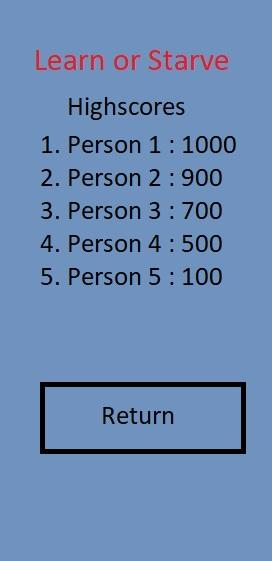 Learn or Starve
Highscores
1. Person 1 : 1000
2. Person 2 : 900
3. Person 3 : 700
4. Person 4 : 500
5. Person 5 : 100
Return